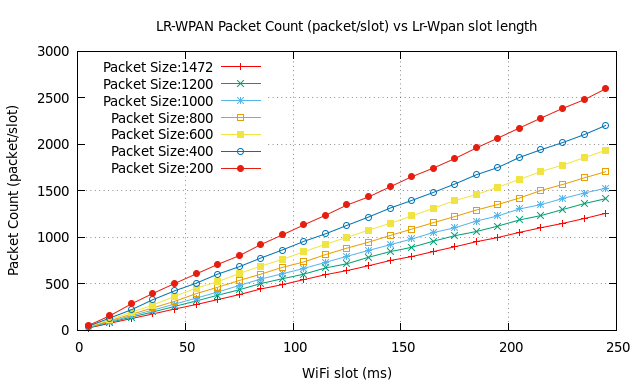 LR-WPAN Packet Count (packet/slot) vs Lr-Wpan slot length
Packet Count (packet/slot)
3000
2500
2000
1500
1000
500
0
Packet Size:1472
Packet Size:1200
Packet Size:1000
Packet Size:800
Packet Size:600
Packet Size:400
Packet Size:200
0 50 100 150 200 250
WiFi slot (ms)